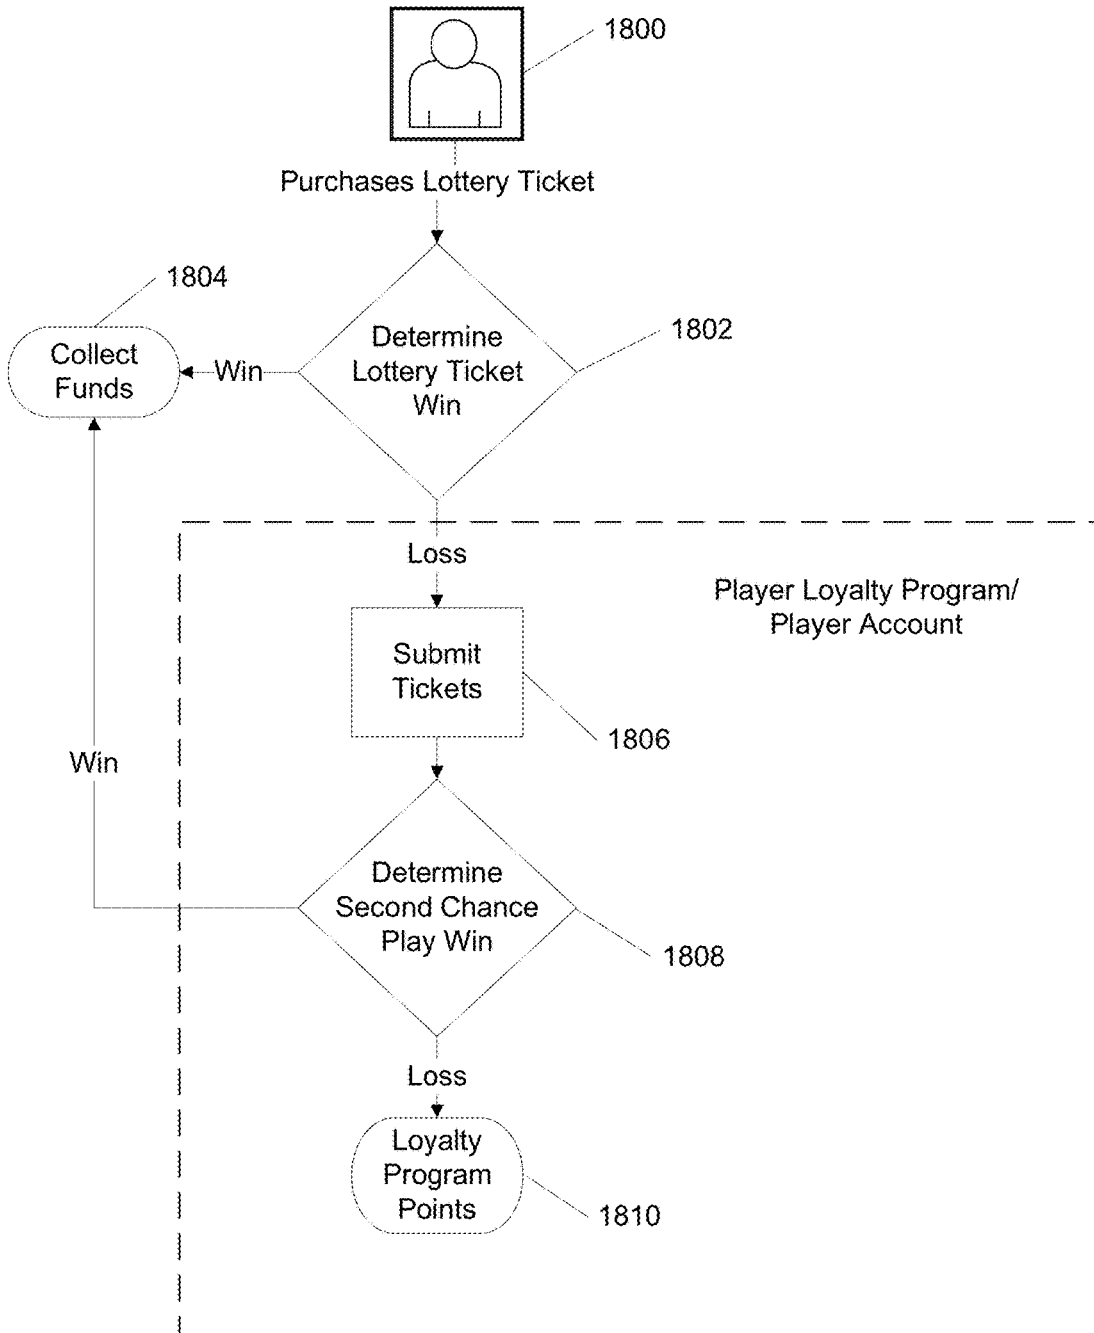 1800
Purchases Lottery Ticket
1804
1802
Determine
Lottery Ticket
Win
Collect
Funds
Win
Loss
Player Loyalty Program/
Player Account
Submit
Tickets
1806
Win
Determine
Second Chance
Play Win
1808
Loss
Loyalty
Program
Points
1810